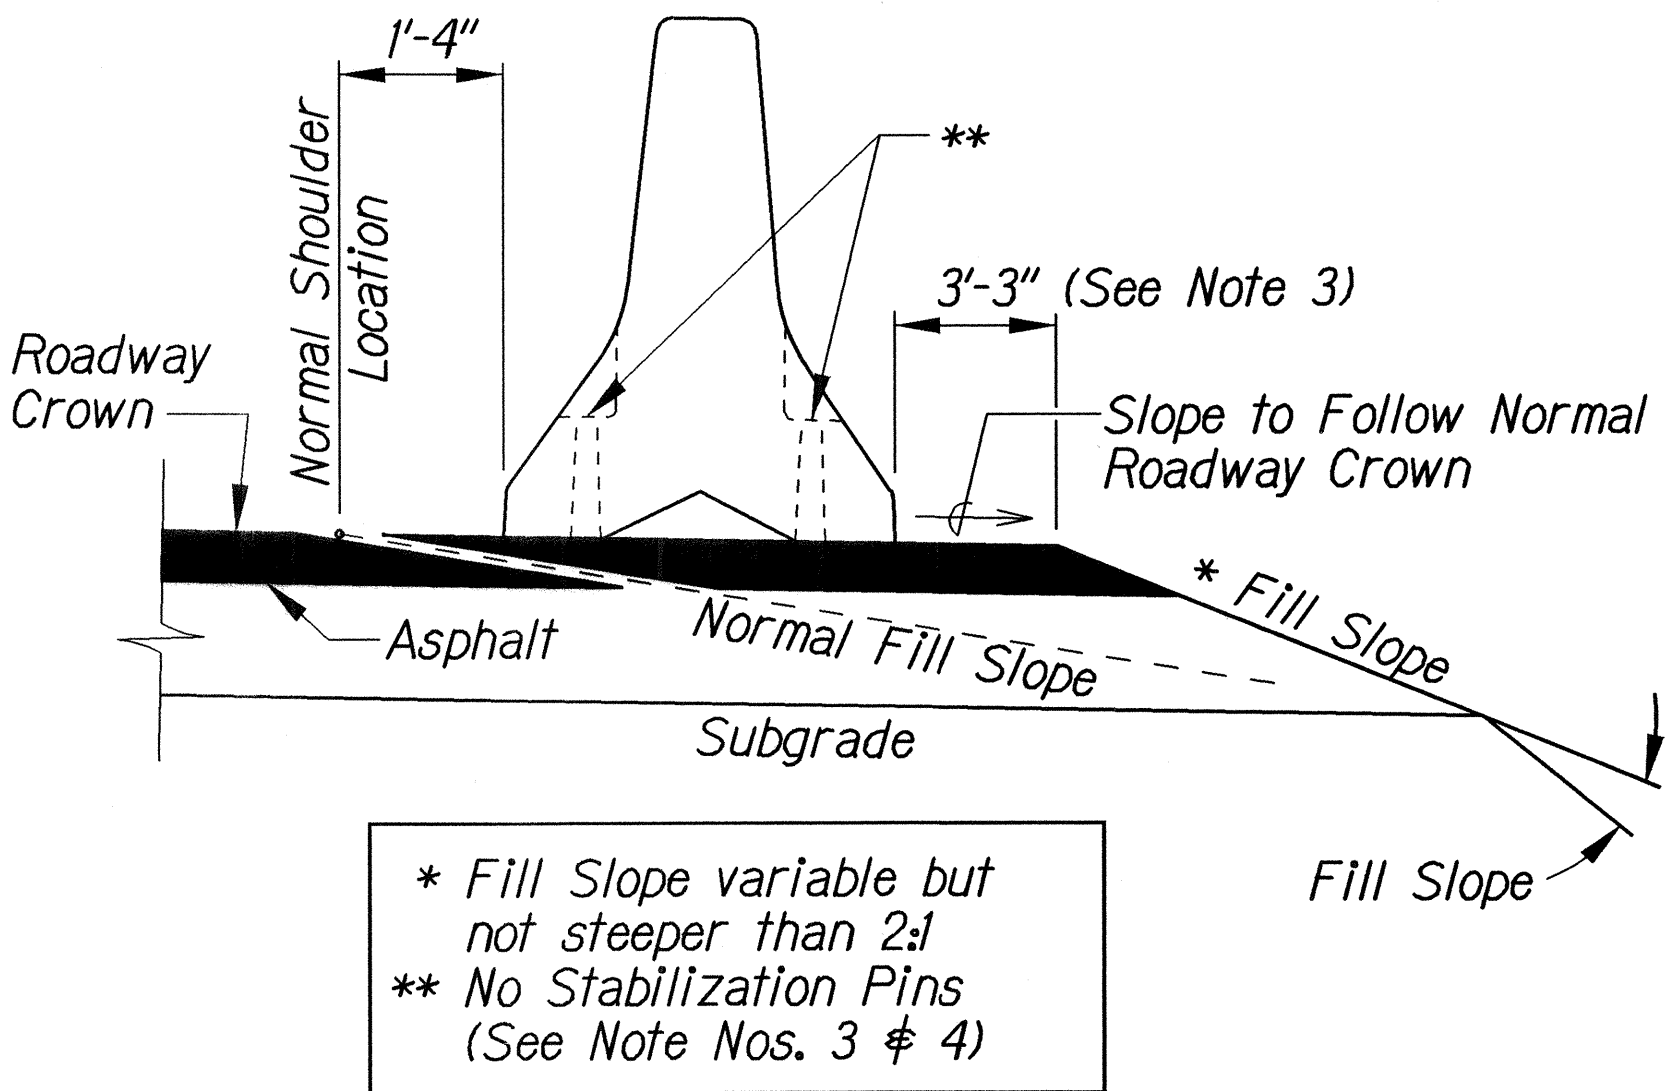 1'-4"
Normal Shoulder
Location
**
3'-3" (See Note 3)
Roadway
Crown
Slope to Follow Normal
Roadway Crown
* Fill Slope
Asphalt
Normal Fill Slope
Subgrade
Fill Slope
* Fill Slope variable but
not steeper than 2:1
** No Stabilization Pins
(See Note Nos. 3 & 4)